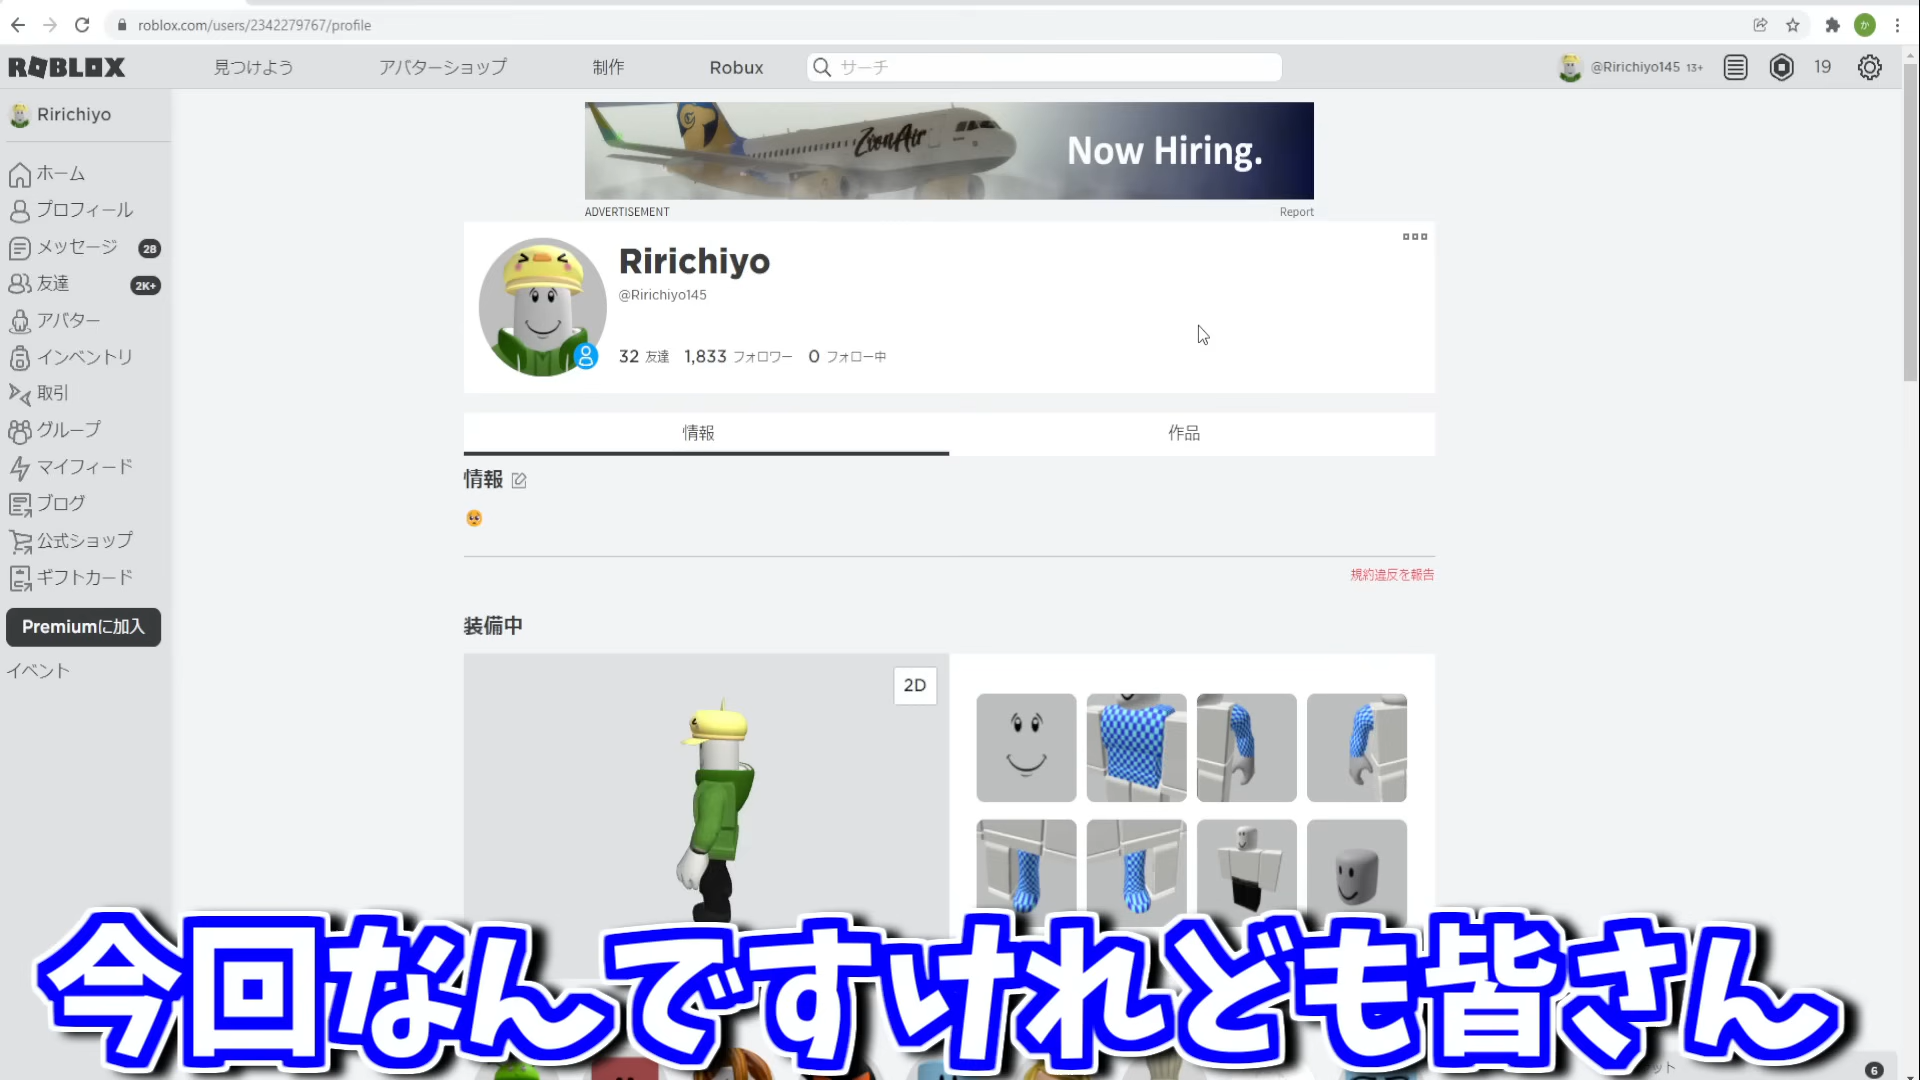 roblox.com/users/2342279767/profile
か
ROBLOX
見つけよう
アバターショップ
制作
Robux
サーチ
@Ririchiyo145 13+
19
Ririchiyo
ホーム
プロフィール
メッセージ 28
友達 2K+
アバター
インベントリ
取引
グループ
マイフィード
ブログ
公式ショップ
ギフトカード
Premiumに加入
イベント
ZionAir
Now Hiring.
ADVERTISEMENT
Report
Ririchiyo
@Ririchiyo145
32 友達 1,833 フォロワー 0 フォロー中
情報
作品
情報
規約違反を報告
装備中
2D
今回なんですけれども皆さん
ット
6